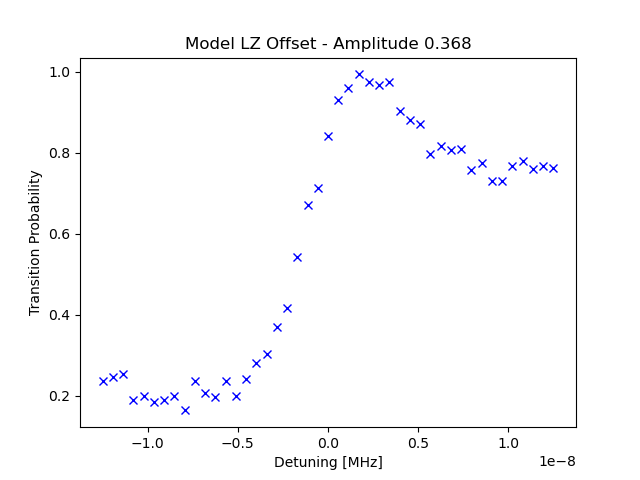 Model LZ Offset - Amplitude 0.368
Transition Probability
1.0
0.8
0.6
0.4
0.2
−1.0 −0.5 0.0 0.5 1.0
1e−8
Detuning [MHz]